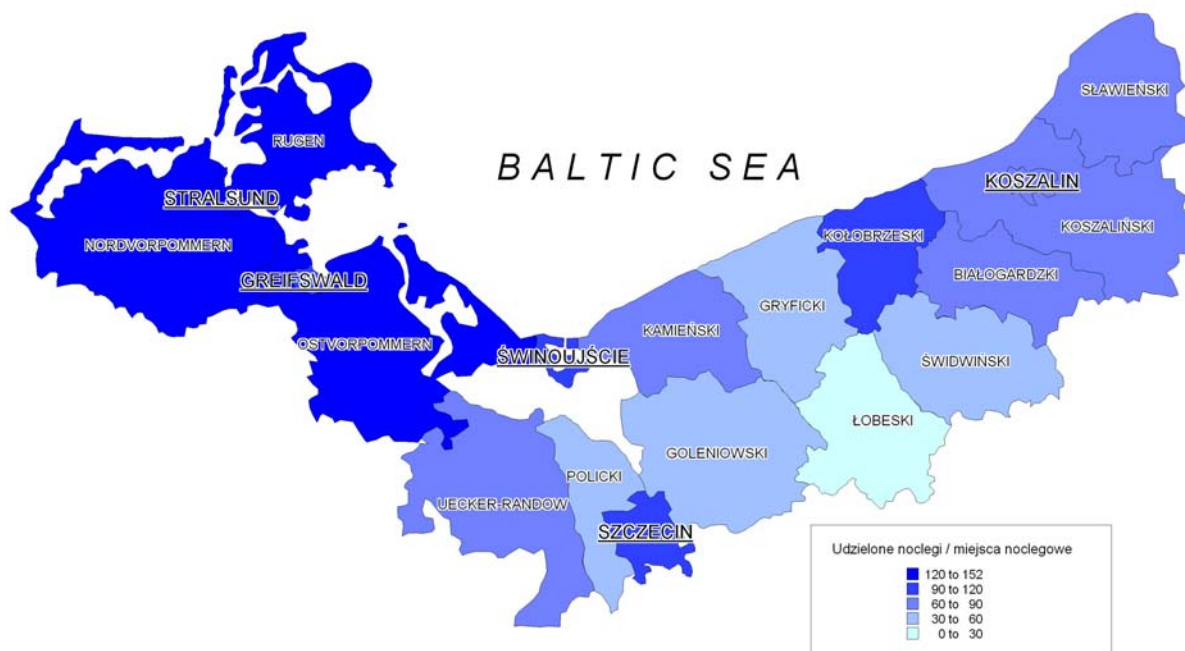 SŁAWIEŃSKI
RUGEN
BALTIC SEA
STRALSUND
KOSZALIN
NORDVORPOMMERN
KOŁOBRZESKI
KOSZALIŃSKI
GREIFSWALD
BIAŁOGARDZKI
GRYFICKI
KAMIEŃSKI
OSTVORPOMMERN
ŚWINOUJŚCIE
ŚWIDWIŃSKI
ŁOBESKI
GOLENIOWSKI
POLICKI
UECKER-RANDOW
SZCZECIN
Udzielone noclegi / miejsca noclegowe
120 to 152
90 to 120
60 to 90
30 to 60
0 to 30